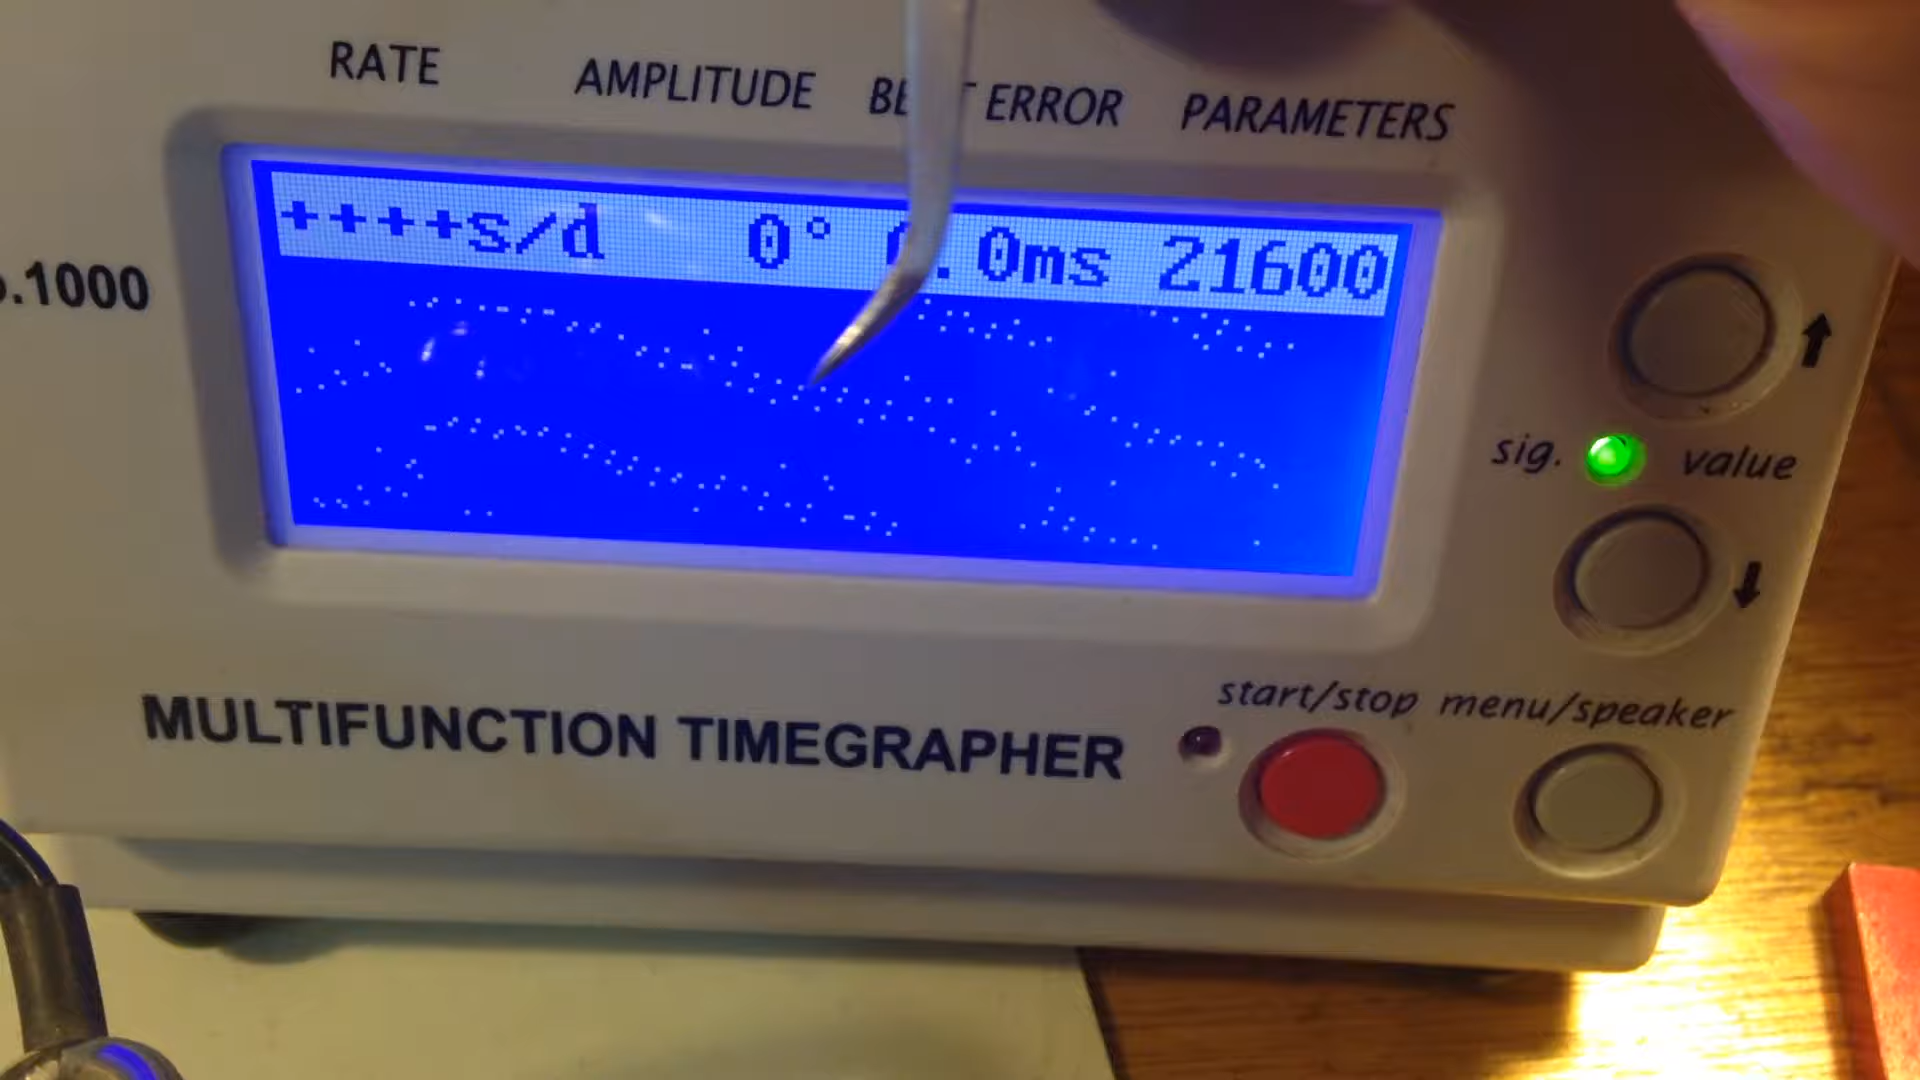 RATE AMPLITUDE ERROR PARAMETERS
++++s/d 0° .0ms 21600
.1000
sig. value
start/stop menu/speaker
MULTIFUNCTION TIMEGRAPHER